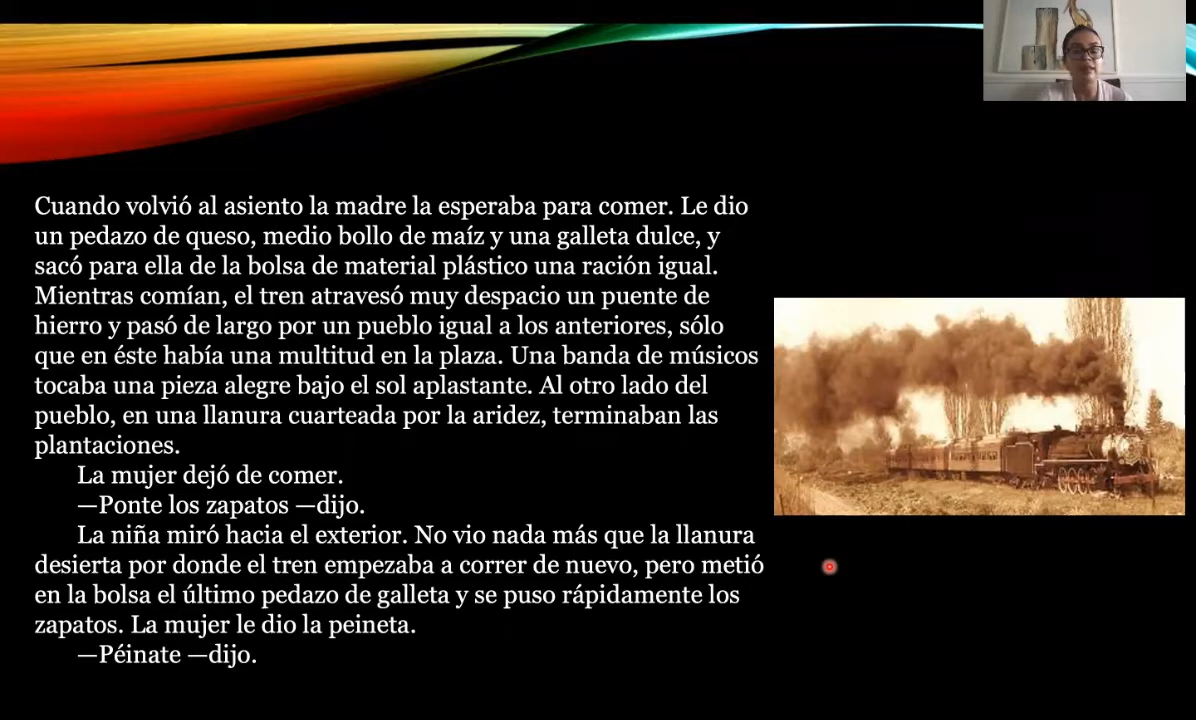 Cuando volvió al asiento la madre la esperaba para comer. Le dio
un pedazo de queso, medio bollo de maíz y una galleta dulce, y
sacó para ella de la bolsa de material plástico una ración igual.
Mientras comían, el tren atravesó muy despacio un puente de
hierro y pasó de largo por un pueblo igual a los anteriores, sólo
que en éste había una multitud en la plaza. Una banda de músicos
tocaba una pieza alegre bajo el sol aplastante. Al otro lado del
pueblo, en una llanura cuarteada por la aridez, terminaban las
plantaciones.
La mujer dejó de comer.
—Ponte los zapatos —dijo.
La niña miró hacia el exterior. No vio nada más que la llanura
desierta por donde el tren empezaba a correr de nuevo, pero metió
en la bolsa el último pedazo de galleta y se puso rápidamente los
zapatos. La mujer le dio la peineta.
—Péinate —dijo.